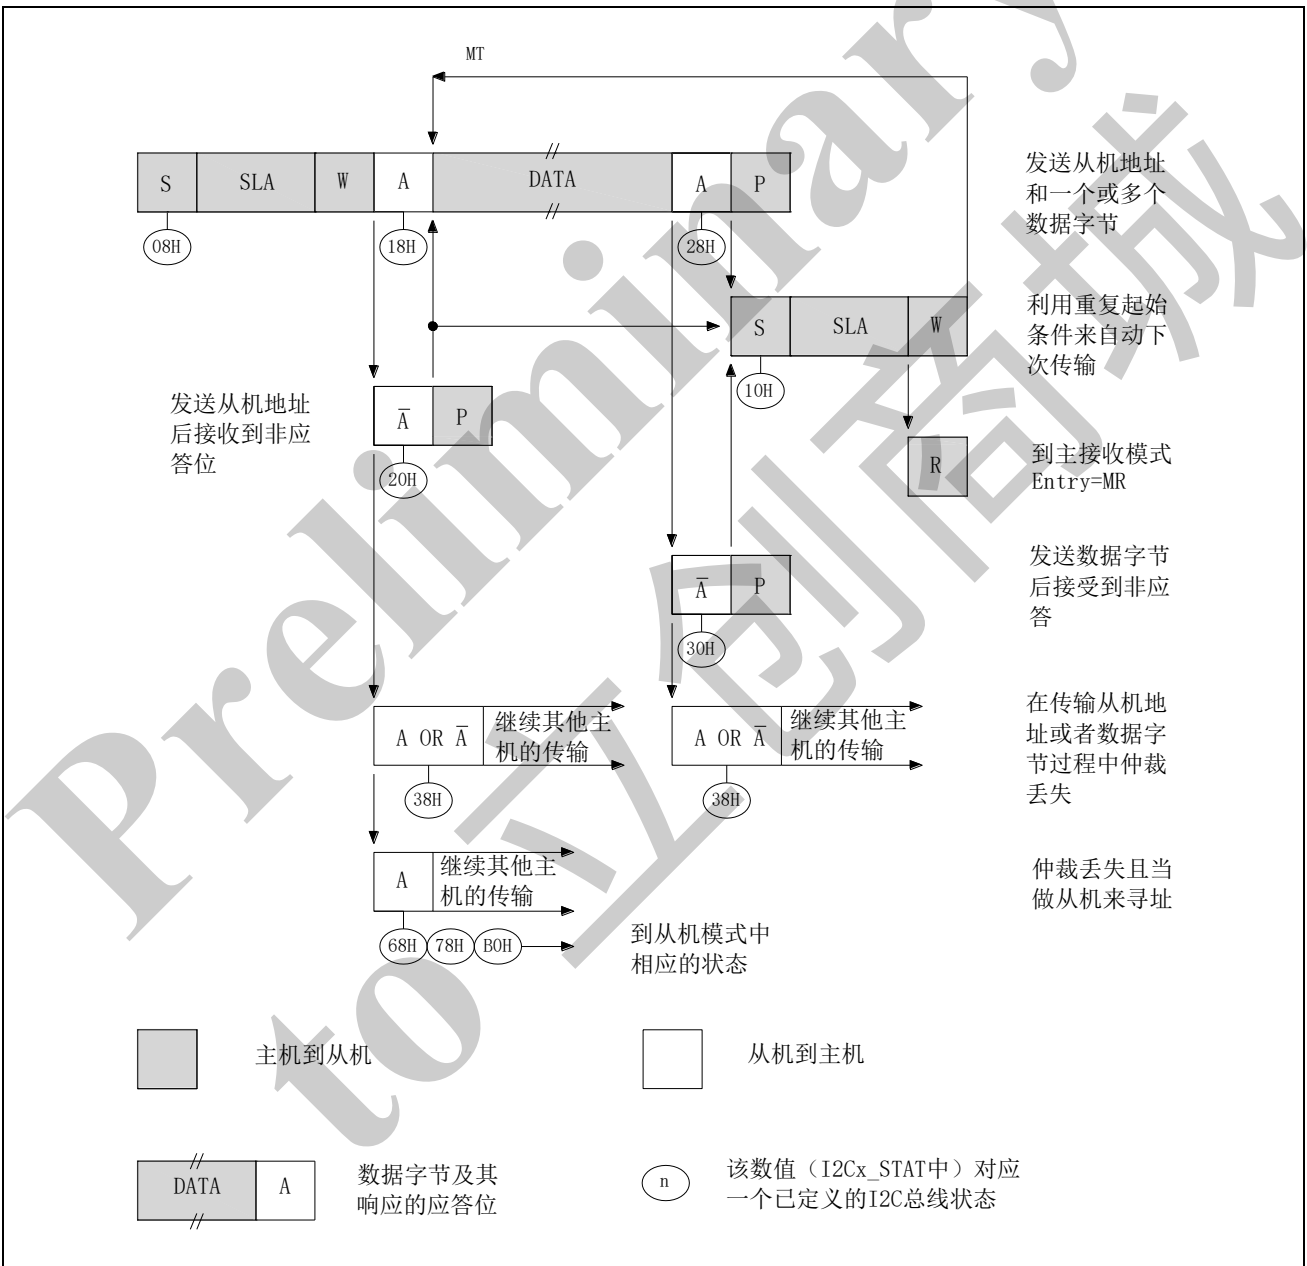 MT
S SLA W A DATA A P
发送从机地址
和一个或多个
数据字节
08H 18H 28H
S SLA W
利用重复起始
条件来自动下
次传输
10H
发送从机地址
后接收到非应
答位
A̅ P
20H
R
到主接收模式
Entry=MR
A̅ P
发送数据字节
后接受到非应
答
30H
A OR A̅
继续其他主
机的传输
38H
A OR A̅
继续其他主
机的传输
38H
在传输从机地
址或者数据字
节过程中仲裁
丢失
A
继续其他主
机的传输
68H 78H B0H
到从机模式中
相应的状态
仲裁丢失且当
做从机来寻址
主机到从机
从机到主机
DATA A
数据字节及其
响应的应答位
n
该数值（I2Cx_STAT中）对应
一个已定义的I2C总线状态
Preliminary
to 立创商城